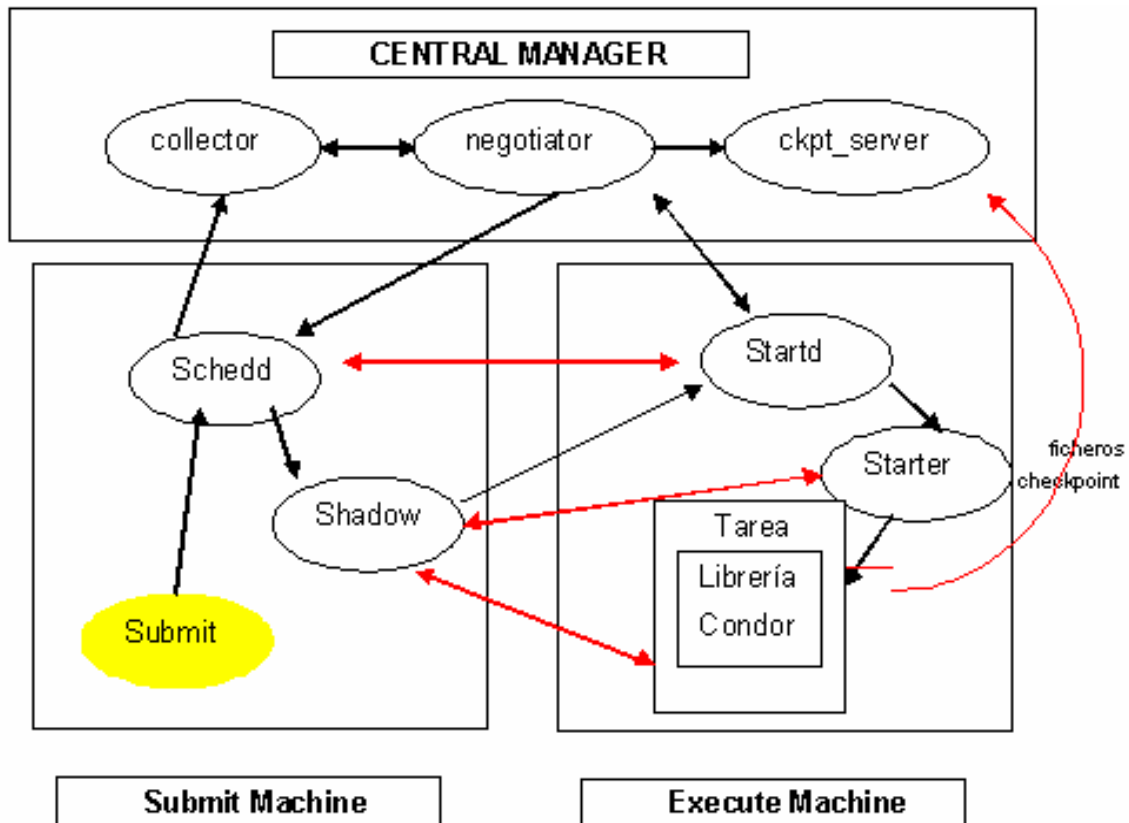 CENTRAL MANAGER
collector
negotiator
ckpt_server
Schedd
Startd
Starter
ficheros
checkpoint
Shadow
Tarea
Librería
Condor
Submit
Submit Machine
Execute Machine